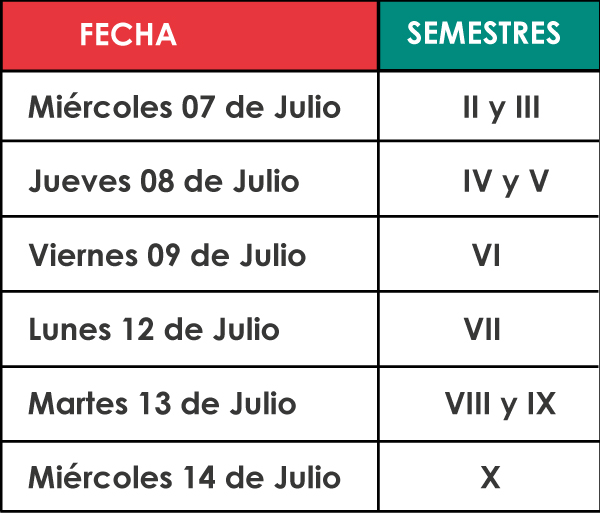 FECHA SEMESTRES
Miércoles 07 de Julio II y III
Jueves 08 de Julio IV y V
Viernes 09 de Julio VI
Lunes 12 de Julio VII
Martes 13 de Julio VIII y IX
Miércoles 14 de Julio X